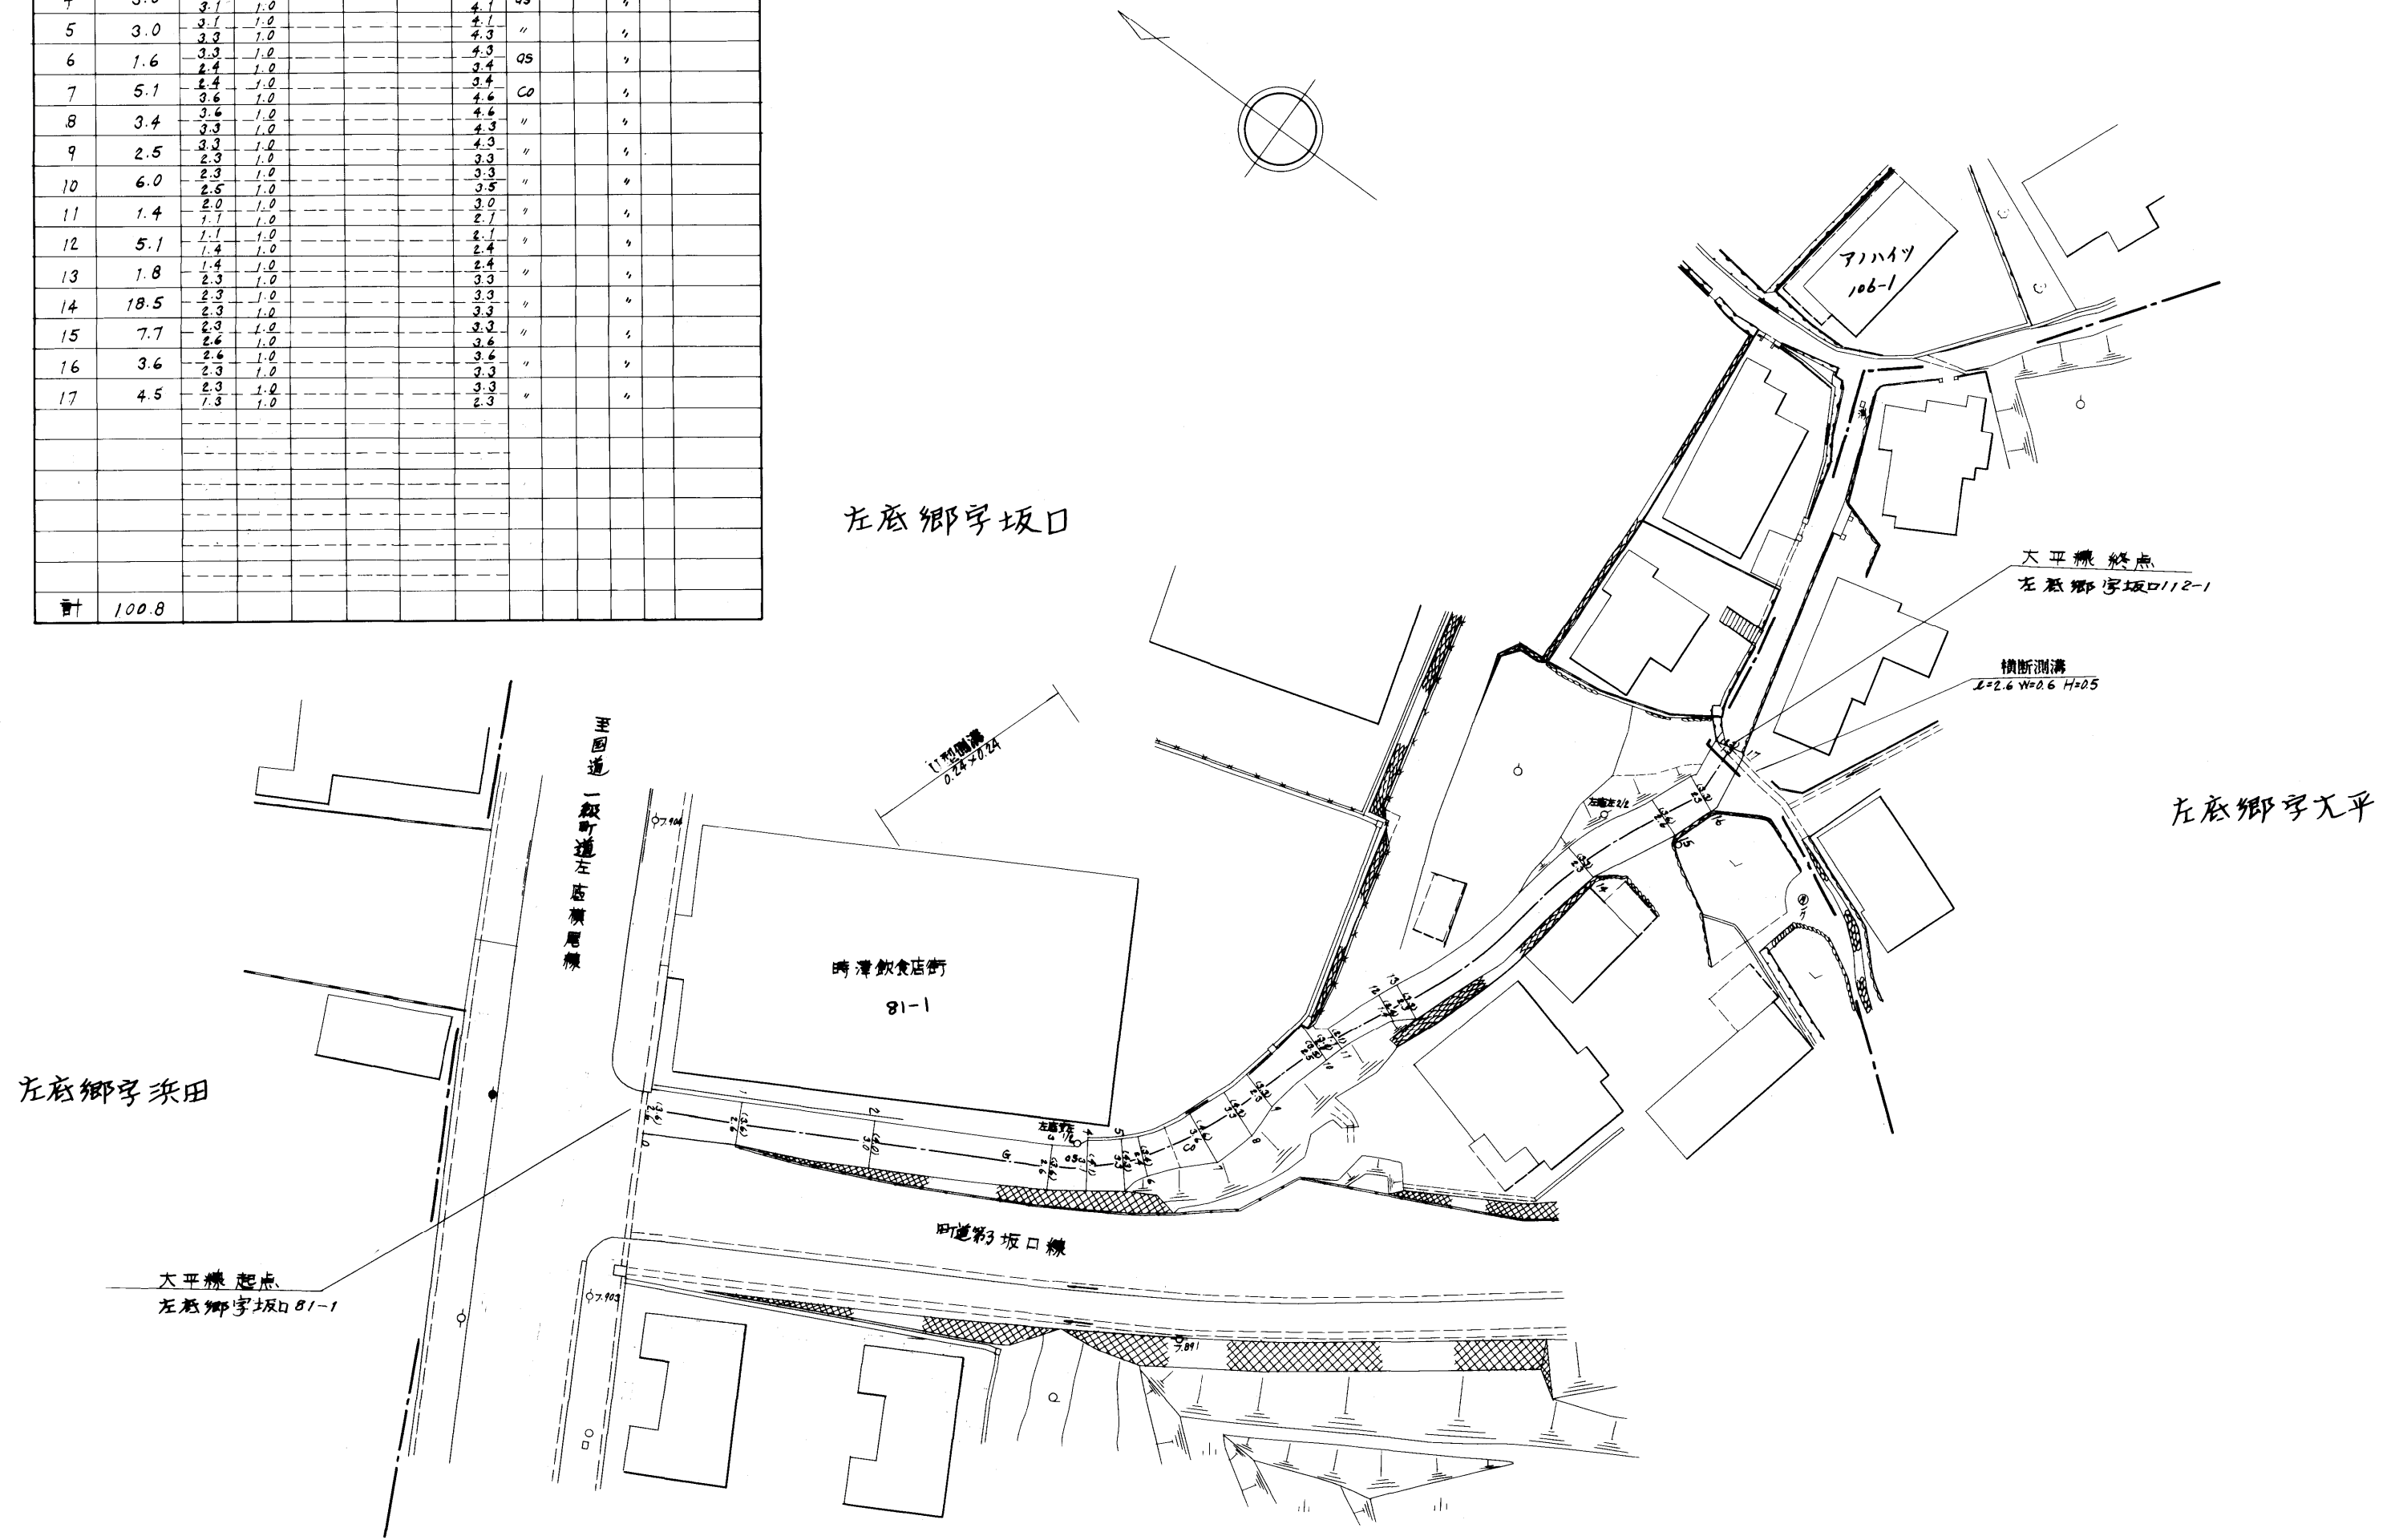 3.1 1.0 4.1
5 3.0 3.1 1.0 4.1 〃 〃
3.3 1.0 4.3
6 1.6 3.3 1.0 4.3 as 〃
2.4 1.0 3.4
7 5.1 2.4 1.0 3.4 Co 〃
3.6 1.0 4.6
8 3.4 3.6 1.0 4.6 〃 〃
3.3 1.0 4.3
9 2.5 3.3 1.0 4.3 〃 〃
2.3 1.0 3.3
10 6.0 2.3 1.0 3.3 〃 〃
2.5 1.0 3.5
11 1.4 2.0 1.0 3.0 〃 〃
1.1 1.0 2.1
12 5.1 1.1 1.0 2.1 〃 〃
1.4 1.0 2.4
13 1.8 1.4 1.0 2.4 〃 〃
2.3 1.0 3.3
14 18.5 2.3 1.0 3.3 〃 〃
2.3 1.0 3.3
15 7.7 2.3 1.0 3.3 〃 〃
2.6 1.0 3.6
16 3.6 2.6 1.0 3.6 〃 〃
2.3 1.0 3.3
17 4.5 2.3 1.0 3.3 〃 〃
1.3 1.0 2.3
計 100.8
アノハイツ
106-1
左底郷字坂口
大平線 終点
左底郷字坂口112-1
横断測溝
l=2.6 W=0.6 H=0.5
U型側溝
0.24×0.24
至国道 一級町道左底横尾線
7.904
左底郷字大平
時津飲食店街
81-1
左底郷字浜田
町道第3坂口線
大平線 起点
左底郷字坂口81-1
7.903
7.891